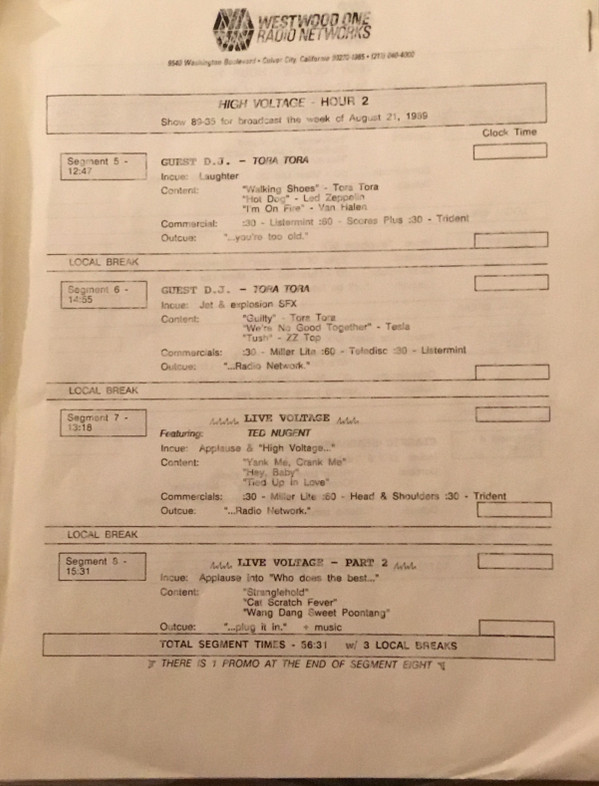 WESTWOOD ONE
RADIO NETWORKS
9540 Washington Boulevard • Culver City, California
HIGH VOLTAGE - HOUR 2
Show 89-35 for broadcast the week of August 21, 1989
Clock Time
Segment 5 -
12:47
GUEST D.J. - TORA TORA
Incue: Laughter
Content: "Walking Shoes" - Tora Tora
"Hot Dog" - Led Zeppelin
"I'm On Fire" - Van Halen
Commercial: :30 - Listermint :60 - Scores Plus :30 - Trident
Outcue: "...you're too old."
LOCAL BREAK
Segment 6 -
14:55
GUEST D.J. - TORA TORA
Incue: Jet & explosion SFX
Content: "Guilty" - Tora Tora
"We're No Good Together" - Tesla
"Tush" - ZZ Top
Commercials: :30 - Miller Lite :60 - Teledisc :30 - Listermint
Outcue: "...Radio Network."
LOCAL BREAK
Segment 7 -
13:18
LIVE VOLTAGE
Featuring: TED NUGENT
Incue: Applause & "High Voltage..."
Content: "Yank Me, Crank Me"
"Hey, Baby"
"Tied Up In Love"
Commercials: :30 - Miller Lite :60 - Head & Shoulders :30 - Trident
Outcue: "...Radio Network."
LOCAL BREAK
Segment 8 -
15:31
LIVE VOLTAGE - PART 2
Incue: Applause into "Who does the best..."
Content: "Stranglehold"
"Cat Scratch Fever"
"Wang Dang Sweet Poontang"
Outcue: "...plug it in." + music
TOTAL SEGMENT TIMES - 56:31 w/ 3 LOCAL BREAKS
THERE IS 1 PROMO AT THE END OF SEGMENT EIGHT